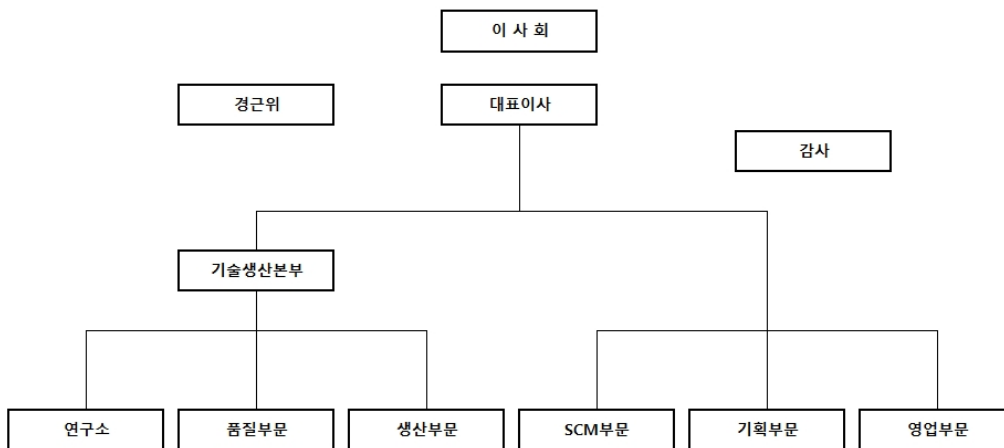 이 사 회
경근위
대표이사
감사
기술생산본부
연구소
품질부문
생산부문
SCM부문
기획부문
영업부문